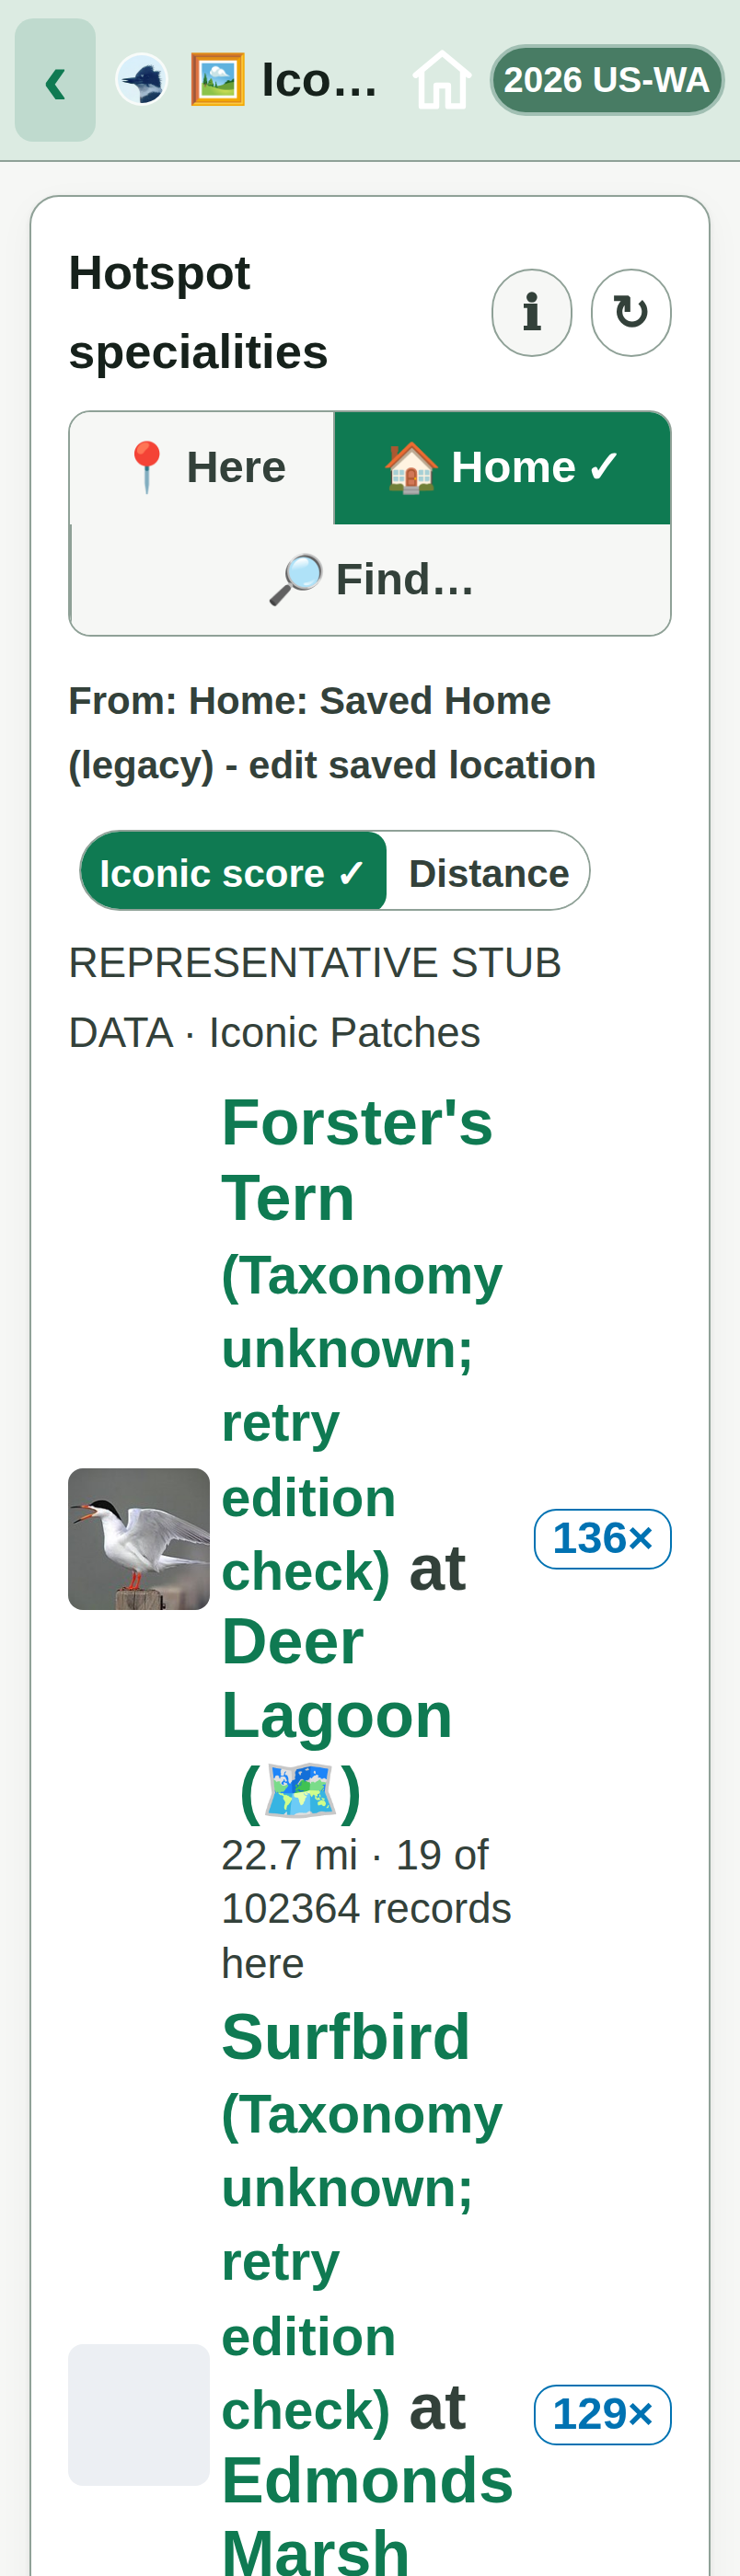 ‹ Ico… 2026 US-WA
Hotspot
specialities
ℹ ↻
📍 Here
🏠 Home ✓
🔎 Find…
From: Home: Saved Home
(legacy) - edit saved location
Iconic score ✓ Distance
REPRESENTATIVE STUB
DATA · Iconic Patches
Forster's
Tern
(Taxonomy
unknown;
retry
edition
check) at
Deer
Lagoon
(🗺️)
136×
22.7 mi · 19 of
102364 records
here
Surfbird
(Taxonomy
unknown;
retry
edition
check) at
Edmonds
Marsh
129×